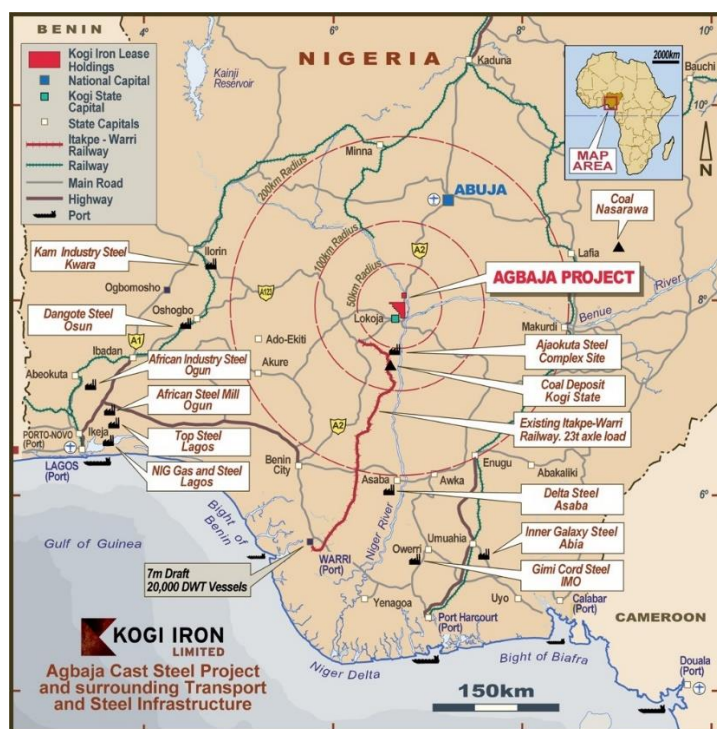 BENIN
Kogi Iron Lease
Holdings
National Capital
Kogi State
Capital
State Capitals
Itakpe - Warri
Railway
Railway
Main Road
Highway
Port
6°
8°
10°
NIGERIA
Kainji
Reservoir
Kaduna
Bauchi
2000km
MAP
AREA
10°
N
Minna
200km Radius
ABUJA
Coal
Nasarawa
Kam Industry Steel
Kwara
Ilorin
A2
100km Radius
Lafia
Ogbomosho
A123
50km Radius
AGBAJA PROJECT
Benue River
Dangote Steel
Osun
Oshogbo
Lokoja
Makurdi
A1
Ado-Ekiti
Ajaokuta Steel
Complex Site
Ibadan
African Industry Steel
Ogun
Akure
Abeokuta
Coal Deposit
Kogi State
African Steel Mill
Ogun
A2
Existing Itakpe-Warri
Railway. 23t axle load
PORTO-NOVO
(Port)
Ikeja
Top Steel
Lagos
LAGOS
(Port)
NIG Gas and Steel
Lagos
Benin
City
Enugu
Abakaliki
Asaba
Awka
6°
Delta Steel
Asaba
Bight of
Benin
Niger River
Gulf of Guinea
WARRI
(Port)
Umuahia
Inner Galaxy Steel
Abia
Owerri
Gimi Cord Steel
IMO
7m Draft
20,000 DWT Vessels
Yenagoa
Uyo
Calabar
(Port)
CAMEROON
Port Harcourt
(Port)
KOGI IRON
LIMITED
Niger Delta
Bight of Biafra
Douala
(Port)
Agbaja Cast Steel Project
and surrounding Transport
and Steel Infrastructure
150km